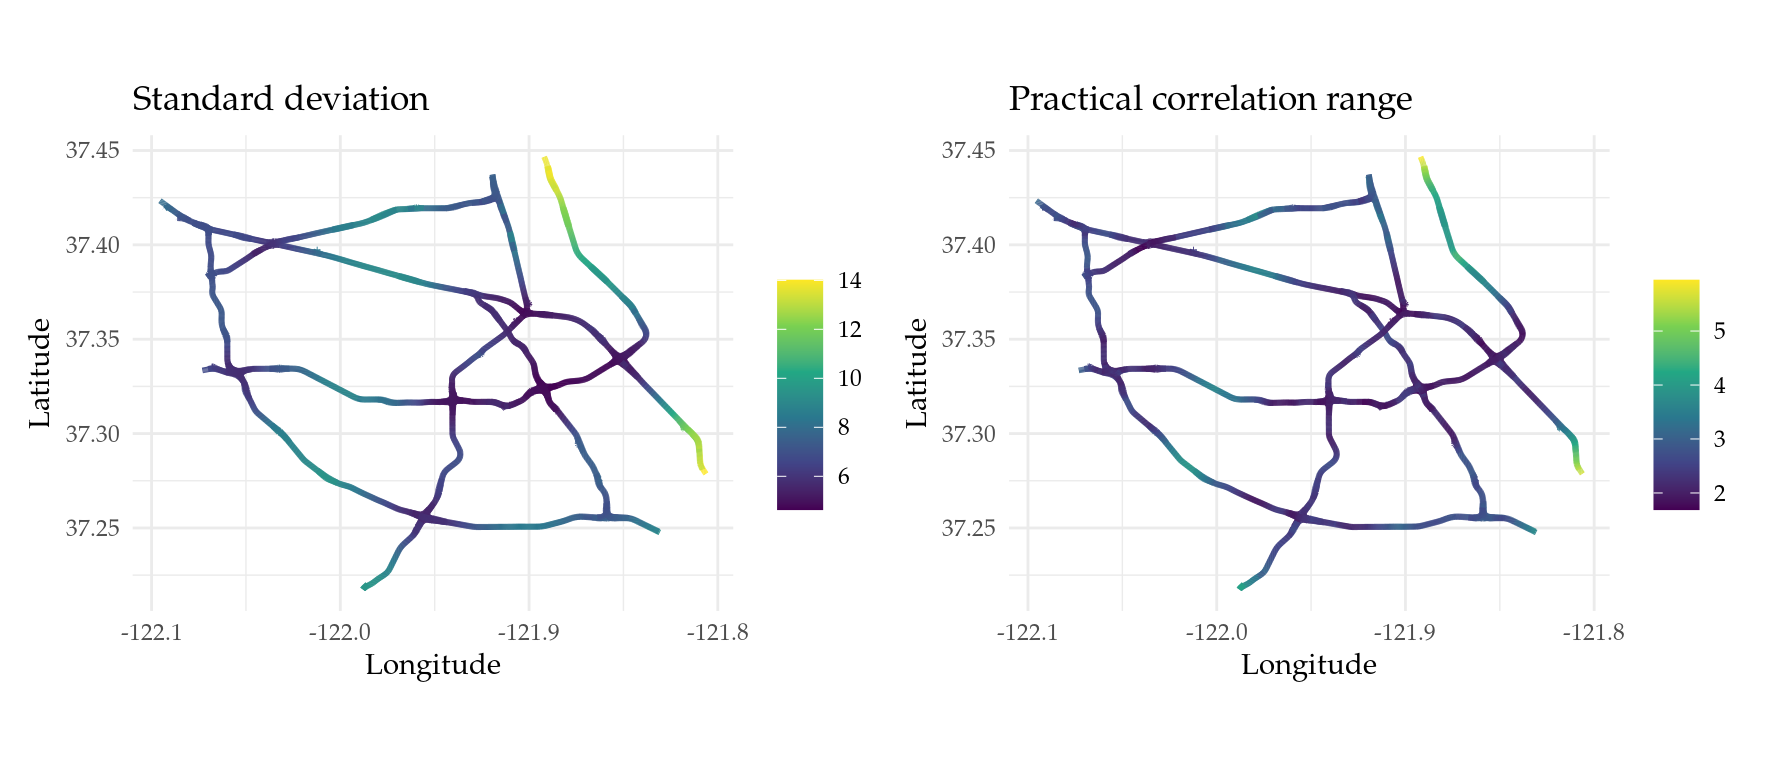 Standard deviation
37.45
37.40
37.35
37.30
37.25
Latitude
-122.1 -122.0 -121.9 -121.8
Longitude
14
12
10
8
6
Practical correlation range
37.45
37.40
37.35
37.30
37.25
Latitude
-122.1 -122.0 -121.9 -121.8
Longitude
5
4
3
2